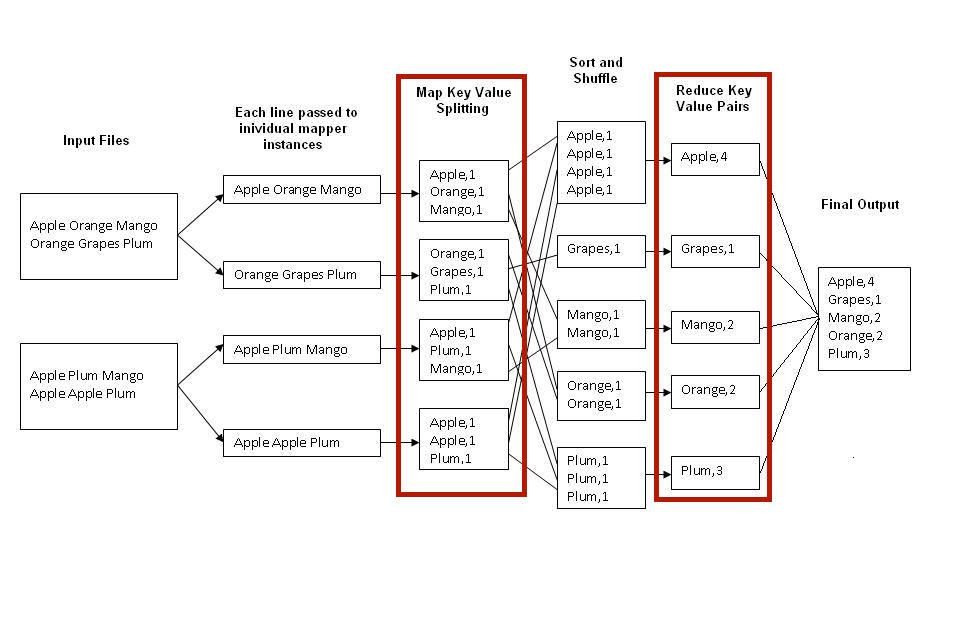 Input Files
Each line passed to
inividual mapper
instances
Map Key Value
Splitting
Sort and
Shuffle
Reduce Key
Value Pairs
Final Output
Apple Orange Mango
Orange Grapes Plum
Apple Plum Mango
Apple Apple Plum
Apple Orange Mango
Orange Grapes Plum
Apple Plum Mango
Apple Apple Plum
Apple,1
Orange,1
Mango,1
Orange,1
Grapes,1
Plum,1
Apple,1
Plum,1
Mango,1
Apple,1
Apple,1
Plum,1
Apple,1
Apple,1
Apple,1
Apple,1
Grapes,1
Mango,1
Mango,1
Orange,1
Orange,1
Plum,1
Plum,1
Plum,1
Apple,4
Grapes,1
Mango,2
Orange,2
Plum,3
Apple,4
Grapes,1
Mango,2
Orange,2
Plum,3